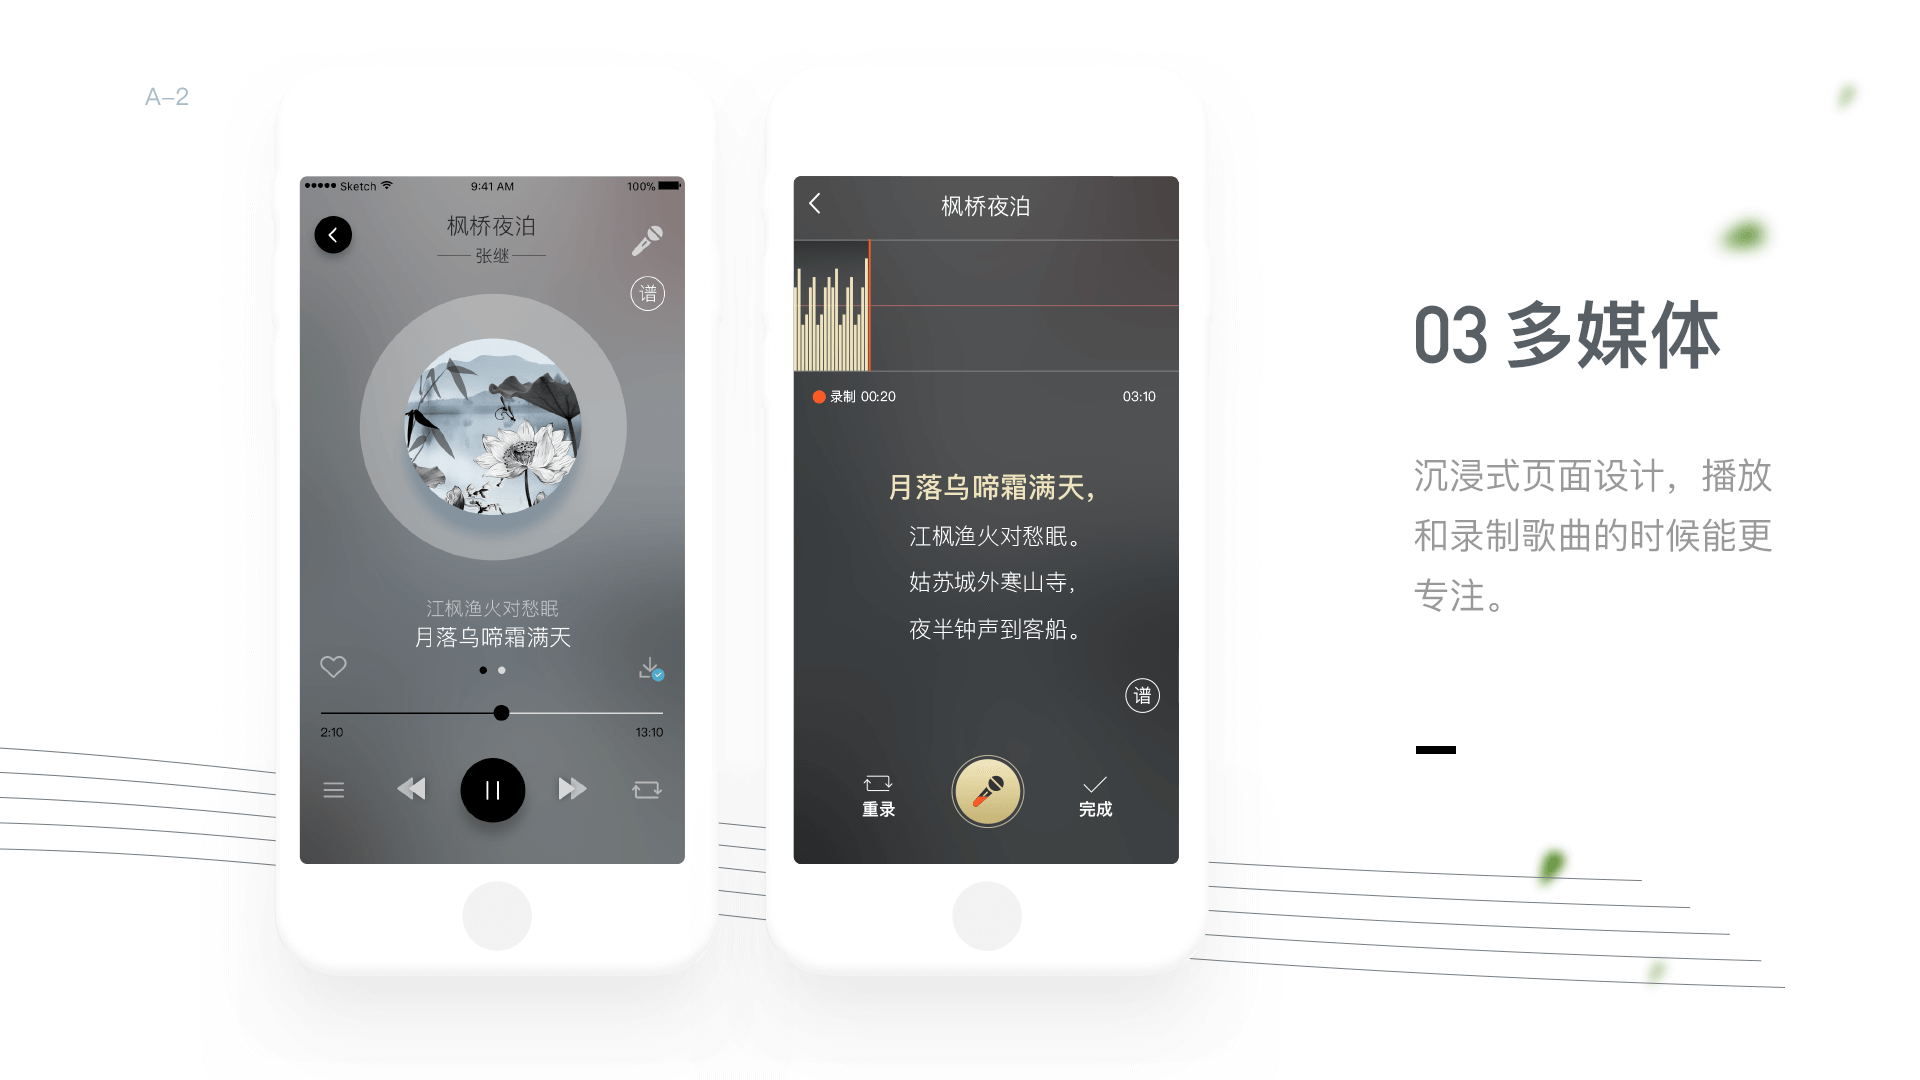 A–2
Sketch
9:41 AM
100%
枫桥夜泊
张继
谱
江枫渔火对愁眠
月落乌啼霜满天
2:10
13:10
枫桥夜泊
录制 00:20
03:10
月落乌啼霜满天，
江枫渔火对愁眠。
姑苏城外寒山寺，
夜半钟声到客船。
谱
重录
完成
03 多媒体
沉浸式页面设计，播放
和录制歌曲的时候能更
专注。